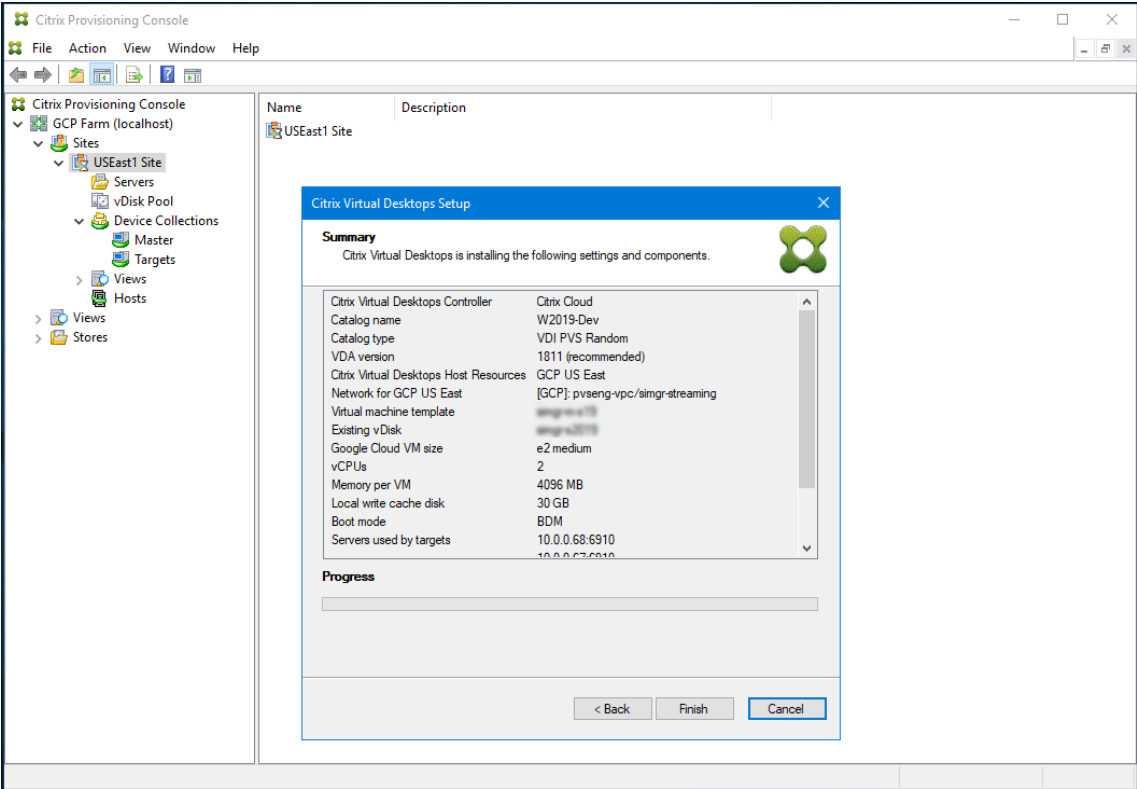 Citrix Provisioning Console
File Action View Window Help
Citrix Provisioning Console
GCP Farm (localhost)
Sites
USEast1 Site
Servers
vDisk Pool
Device Collections
Master
Targets
Views
Hosts
Views
Stores
Name Description
USEast1 Site
Citrix Virtual Desktops Setup
Summary
Citrix Virtual Desktops is installing the following settings and components.
Citrix Virtual Desktops Controller Citrix Cloud
Catalog name W2019-Dev
Catalog type VDI PVS Random
VDA version 1811 (recommended)
Citrix Virtual Desktops Host Resources GCP US East
Network for GCP US East [GCP]: pvseng-vpc/simgr-streaming
Virtual machine template
Existing vDisk
Google Cloud VM size e2 medium
vCPUs 2
Memory per VM 4096 MB
Local write cache disk 30 GB
Boot mode BDM
Servers used by targets 10.0.0.68:6910
10.0.0.67:6910
Progress
< Back Finish Cancel